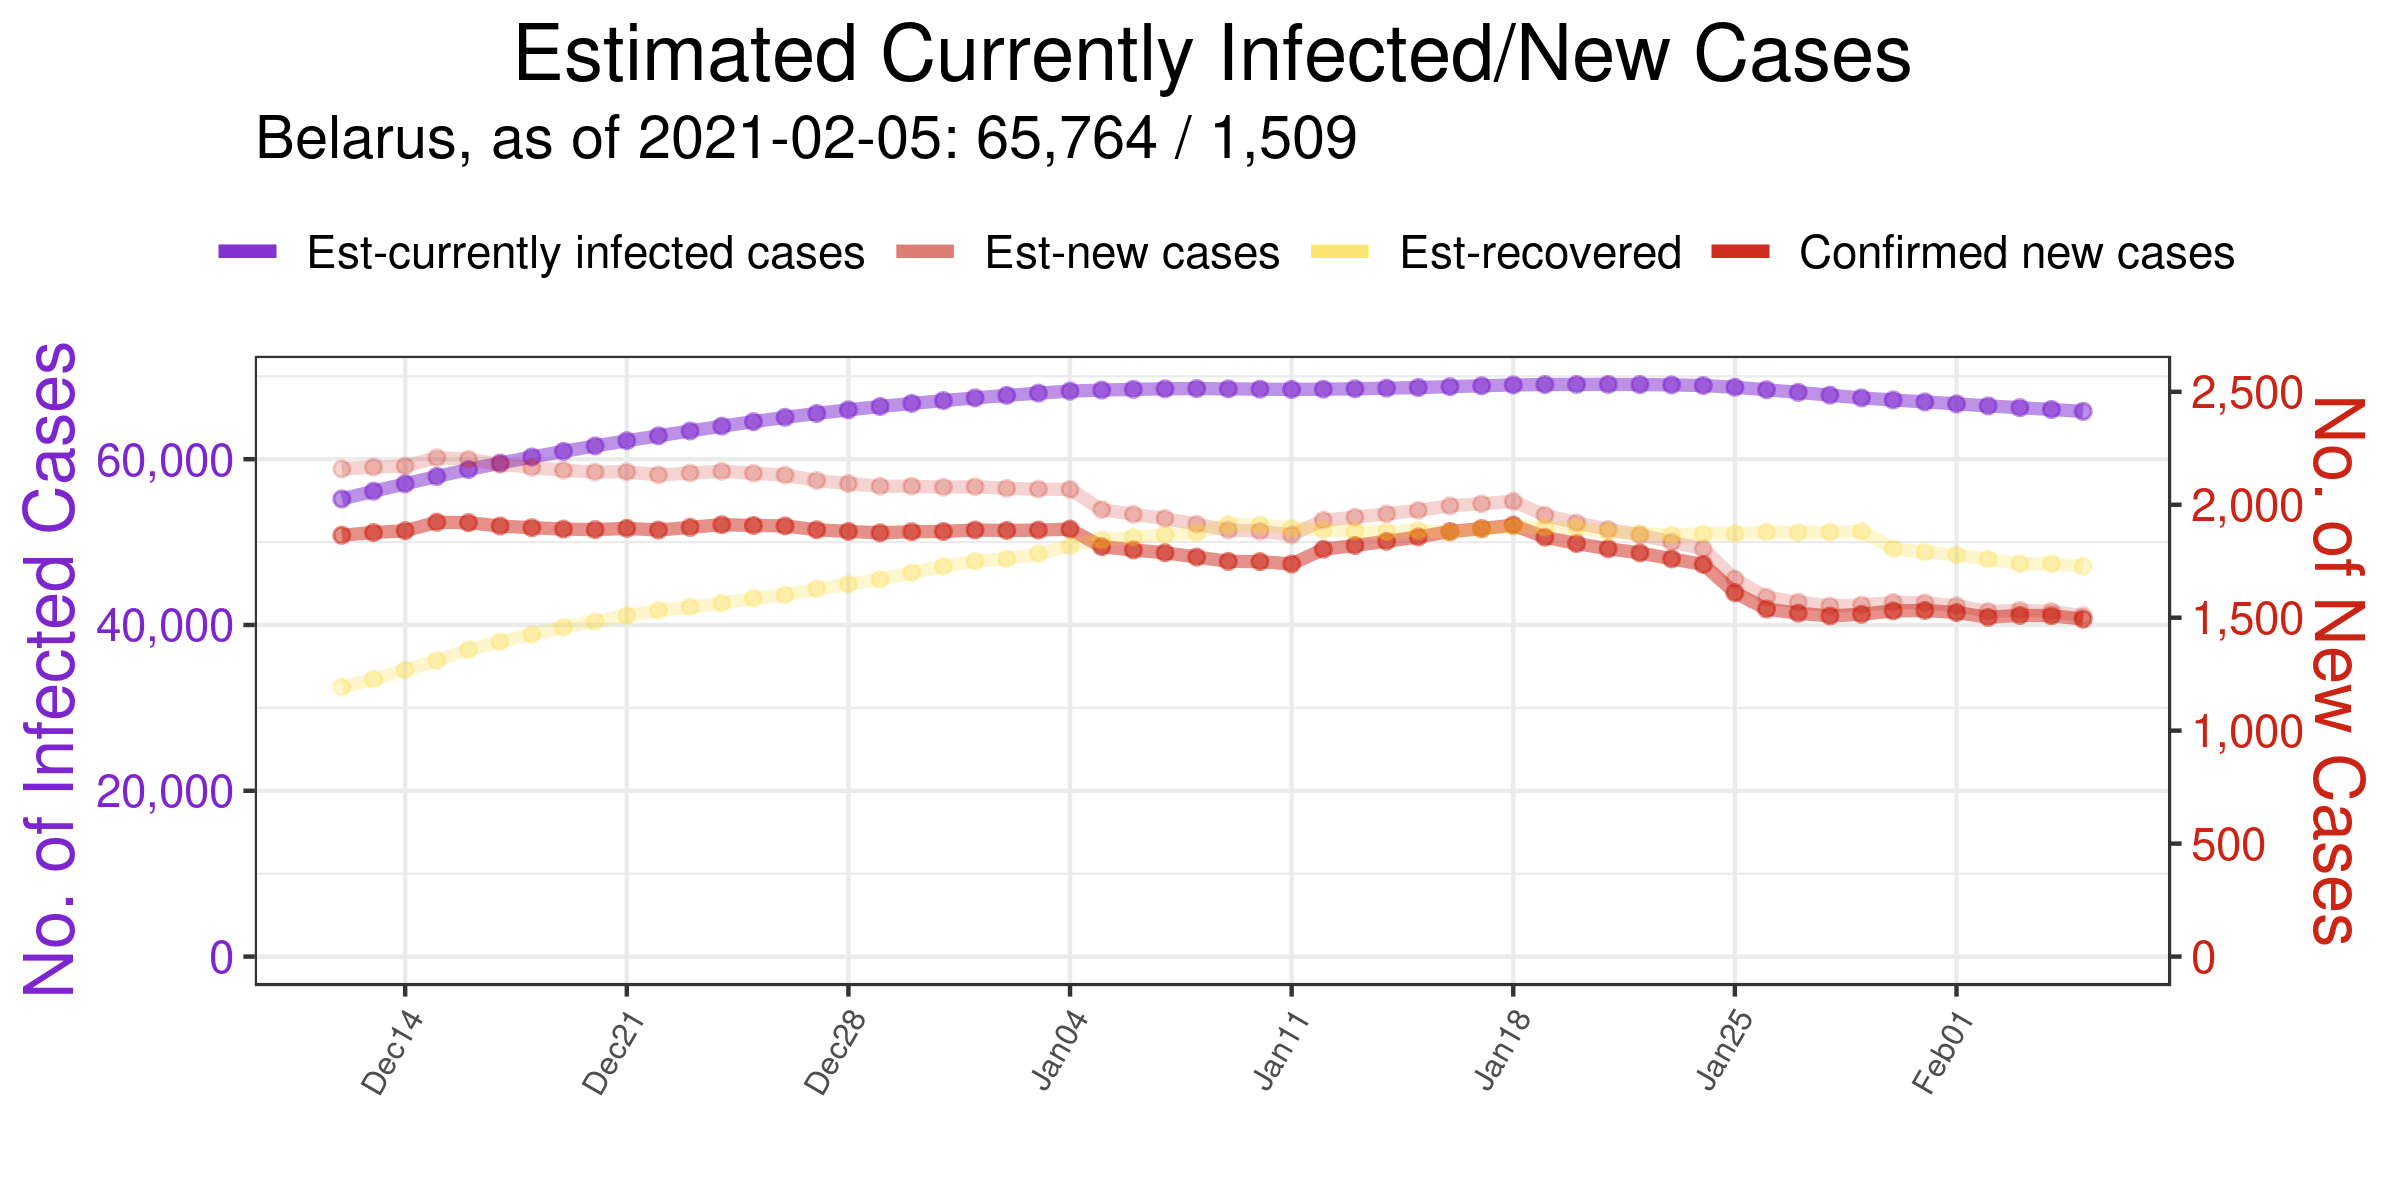 Estimated Currently Infected/New Cases
Belarus, as of 2021-02-05: 65,764 / 1,509
Est-currently infected cases Est-new cases Est-recovered Confirmed new cases
No. of Infected Cases
60,000
40,000
20,000
0
2,500
2,000
1,500
1,000
500
0
No. of New Cases
Dec14 Dec21 Dec28 Jan04 Jan11 Jan18 Jan25 Feb01